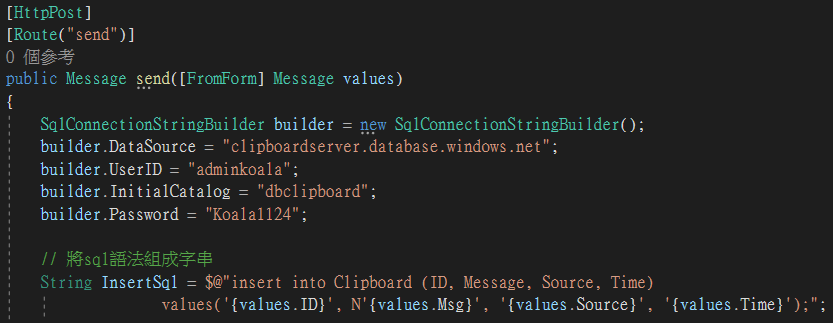 [HttpPost]
[Route("send")]
0 個參考
public Message send([FromForm] Message values)
{
SqlConnectionStringBuilder builder = new SqlConnectionStringBuilder();
builder.DataSource = "clipboardserver.database.windows.net";
builder.UserID = "adminkoala";
builder.InitialCatalog = "dbclipboard";
builder.Password = "Koala1124";
// 將sql語法組成字串
String InsertSql = $@"insert into Clipboard (ID, Message, Source, Time)
values('{values.ID}', N'{values.Msg}', '{values.Source}', '{values.Time}');";